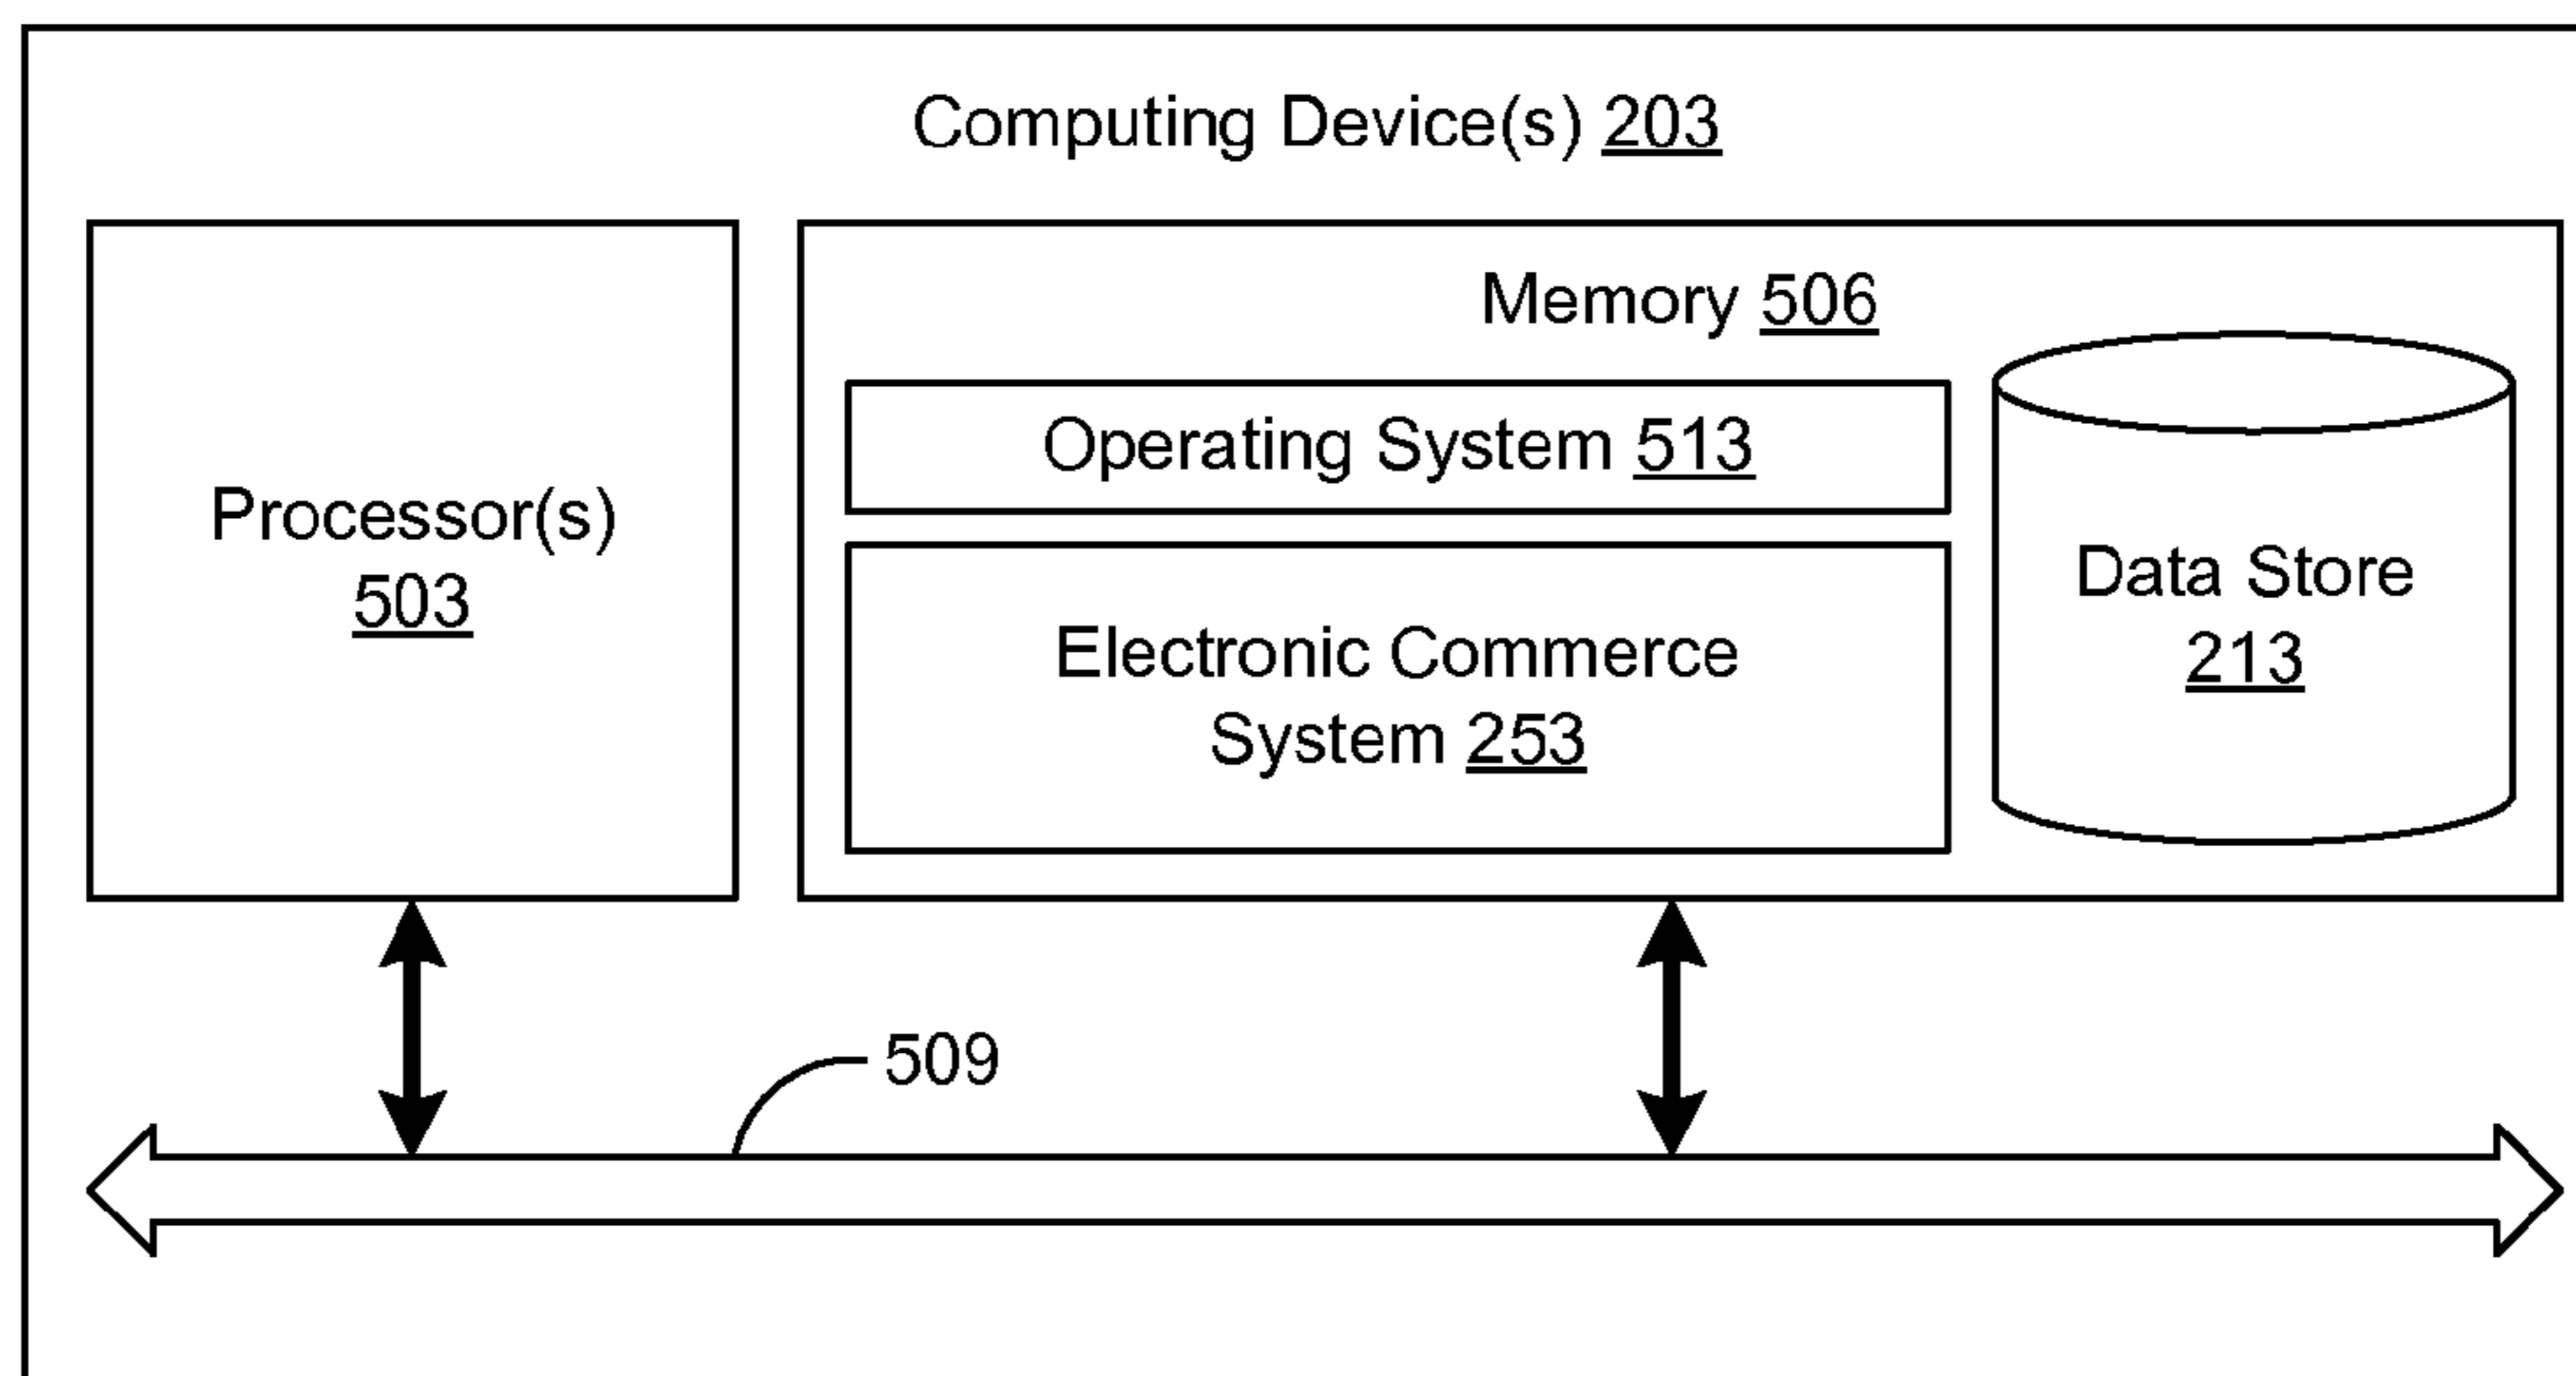 Computing Device(s) 203
Memory 506
Operating System 513
Processor(s)
503
Electronic Commerce
System 253
Data Store
213
509